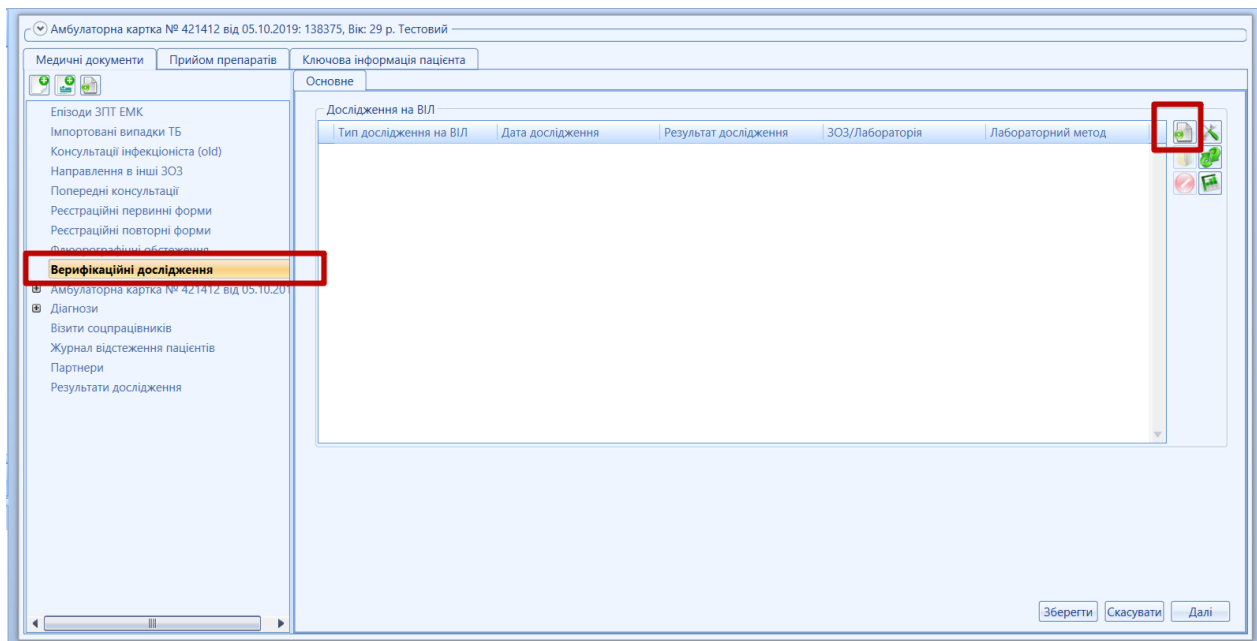 Амбулаторна картка № 421412 від 05.10.2019: 138375, Вік: 29 р. Тестовий
Медичні документи Прийом препаратів Ключова інформація пацієнта
Основне
Епізоди ЗПТ ЕМК
Імпортовані випадки ТБ
Консультації інфекціоніста (old)
Направлення в інші ЗОЗ
Попередні консультації
Реєстраційні первинні форми
Реєстраційні повторні форми
Флюорографічні обстеження
Верифікаційні дослідження
Амбулаторна картка № 421412 від 05.10.201
Діагнози
Візити соцпрацівників
Журнал відстеження пацієнтів
Партнери
Результати дослідження
Дослідження на ВІЛ
Тип дослідження на ВІЛ Дата дослідження Результат дослідження ЗОЗ/Лабораторія Лабораторний метод
Зберегти Скасувати Далі